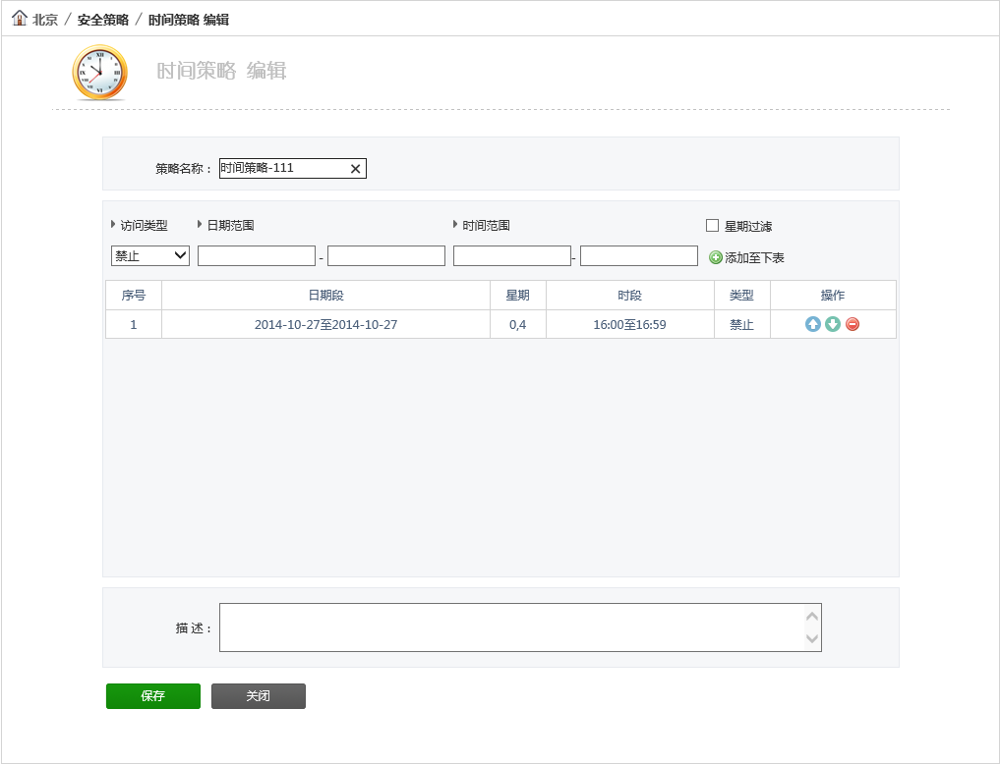 北京 / 安全策略 / 时间策略 编辑
时间策略 编辑
策略名称： 时间策略-111
访问类型 日期范围 时间范围 星期过滤
禁止 - - 添加至下表
序号 日期段 星期 时段 类型 操作
1 2014-10-27至2014-10-27 0,4 16:00至16:59 禁止
描 述：
保存 关闭